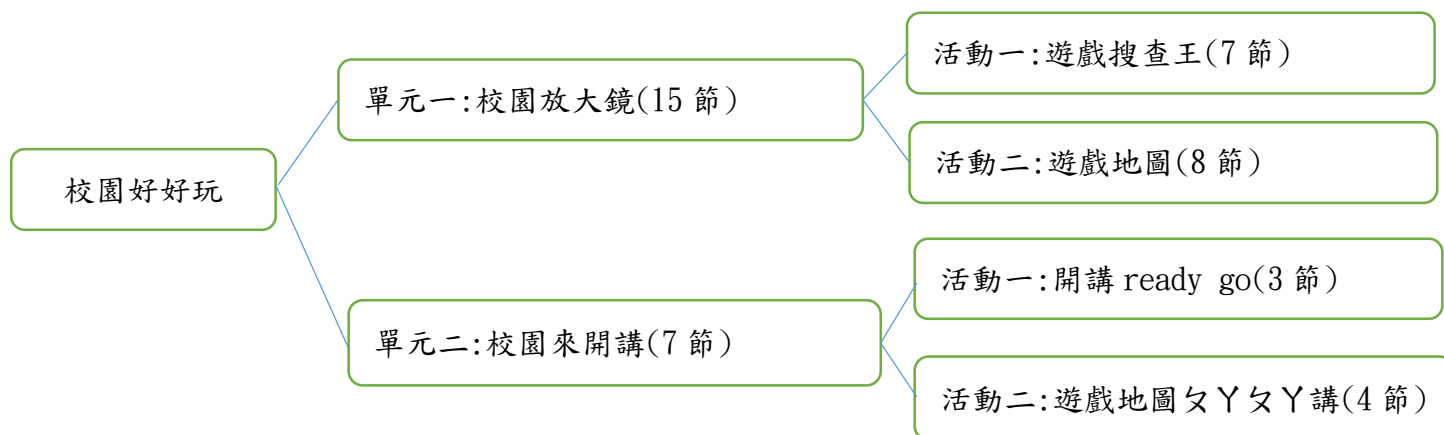 校園好好玩
單元一:校園放大鏡(15 節)
活動一:遊戲搜查王(7 節)
活動二:遊戲地圖(8 節)
單元二:校園來開講(7 節)
活動一:開講 ready go(3 節)
活動二:遊戲地圖ㄆㄚㄆㄚ講(4 節)